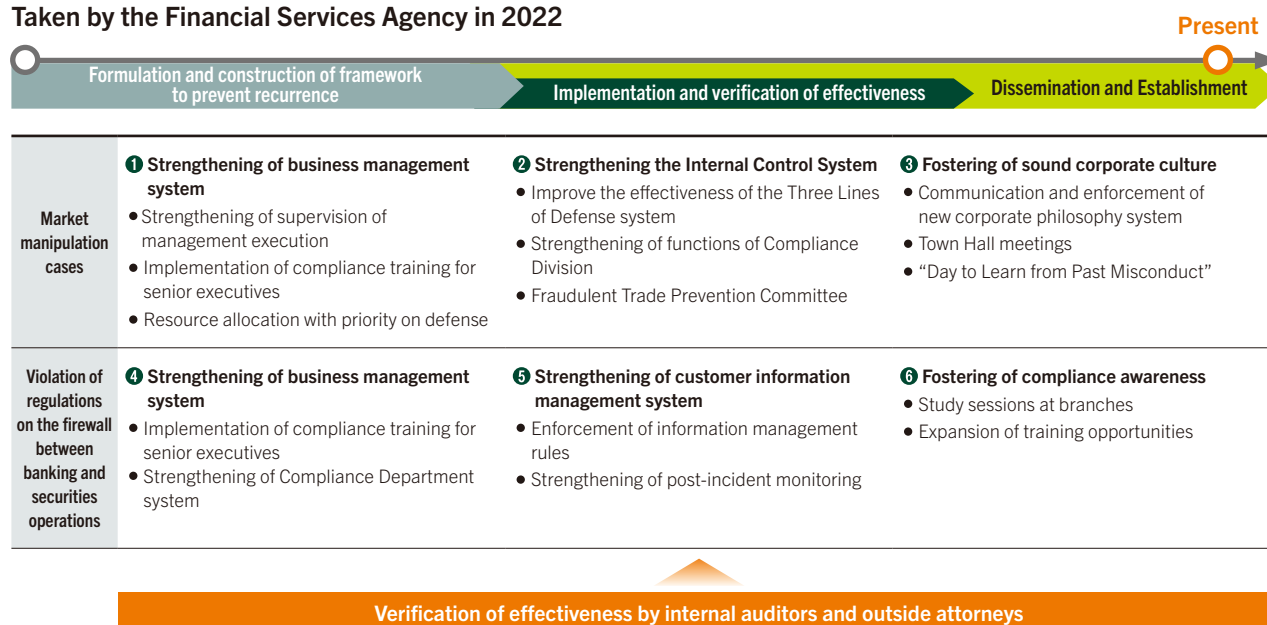 Taken by the Financial Services Agency in 2022
Present
Formulation and construction of framework
to prevent recurrence
Implementation and verification of effectiveness
Dissemination and Establishment
Market
manipulation
cases
❶ Strengthening of business management
system
● Strengthening of supervision of
management execution
● Implementation of compliance training for
senior executives
● Resource allocation with priority on defense
❷ Strengthening the Internal Control System
● Improve the effectiveness of the Three Lines
of Defense system
● Strengthening of functions of Compliance
Division
● Fraudulent Trade Prevention Committee
❸ Fostering of sound corporate culture
● Communication and enforcement of
new corporate philosophy system
● Town Hall meetings
● “Day to Learn from Past Misconduct”
Violation of
regulations
on the firewall
between
banking and
securities
operations
❹ Strengthening of business management
system
● Implementation of compliance training for
senior executives
● Strengthening of Compliance Department
system
❺ Strengthening of customer information
management system
● Enforcement of information management
rules
● Strengthening of post-incident monitoring
❻ Fostering of compliance awareness
● Study sessions at branches
● Expansion of training opportunities
Verification of effectiveness by internal auditors and outside attorneys